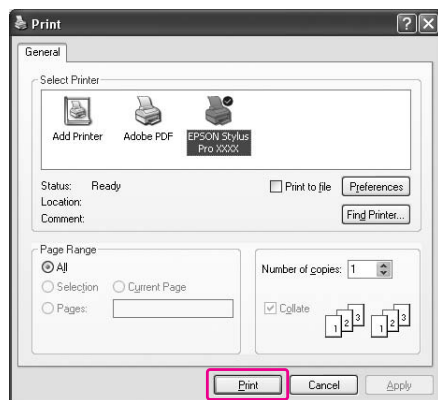 Print
General
Select Printer
Add Printer
Adobe PDF
EPSON Stylus
Pro XXXX
Status: Ready
Print to file
Preferences
Location:
Comment:
Find Printer...
Page Range
All
Selection
Current Page
Pages:
Number of copies: 1
Collate
1 2 3 1 2 3
Print
Cancel
Apply